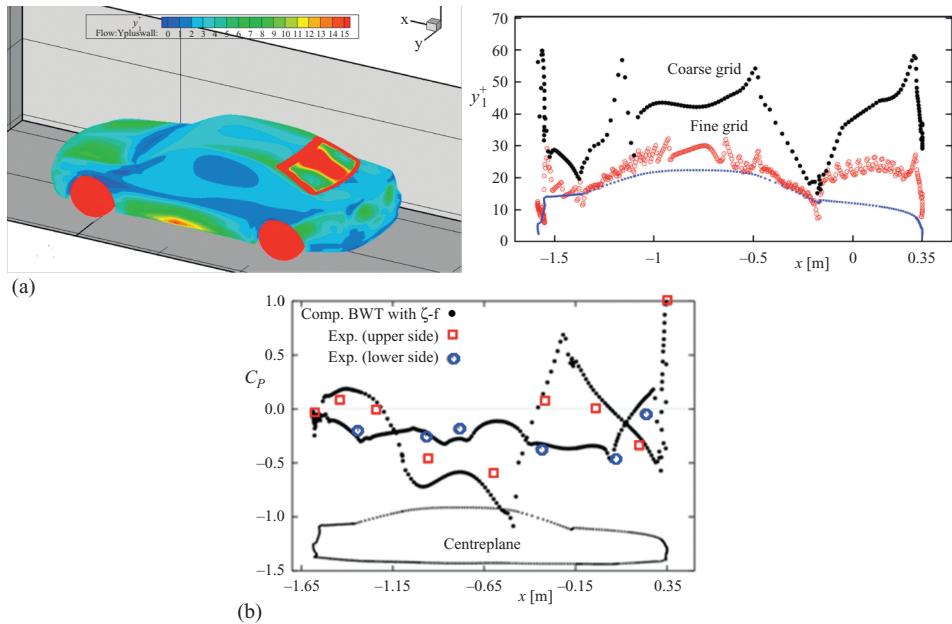 y₁⁺
Flow:Ypluswall: 0 1 2 3 4 5 6 7 8 9 10 11 12 13 14 15
x
y
(a)
70
60
50
y₁⁺ 40
30
20
10
0
Coarse grid
Fine grid
−1.5 −1 −0.5 0 0.35
x [m]
1.0
0.5
C_P
0.0
−0.5
−1.0
−1.5
Comp. BWT with ζ-f
Exp. (upper side)
Exp. (lower side)
Centreplane
−1.65 −1.15 −0.65 −0.15 0.35
x [m]
(b)